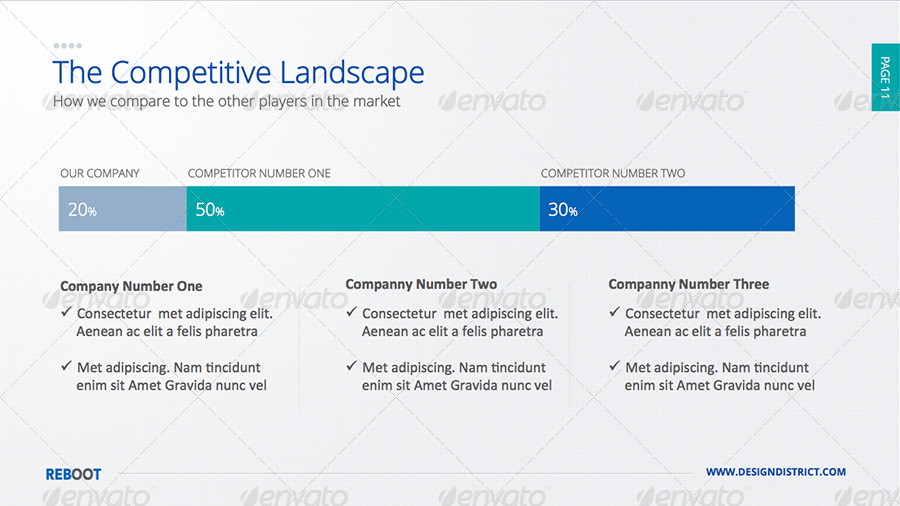 The Competitive Landscape
How we compare to the other players in the market
PAGE 11
OUR COMPANY
COMPETITOR NUMBER ONE
COMPETITOR NUMBER TWO
20%
50%
30%
Company Number One
Consectetur met adipiscing elit.
Aenean ac elit a felis pharetra
Met adipiscing. Nam tincidunt
enim sit Amet Gravida nunc vel
Companny Number Two
Consectetur met adipiscing elit.
Aenean ac elit a felis pharetra
Met adipiscing. Nam tincidunt
enim sit Amet Gravida nunc vel
Companny Number Three
Consectetur met adipiscing elit.
Aenean ac elit a felis pharetra
Met adipiscing. Nam tincidunt
enim sit Amet Gravida nunc vel
REBOOT
WWW.DESIGNDISTRICT.COM
envato